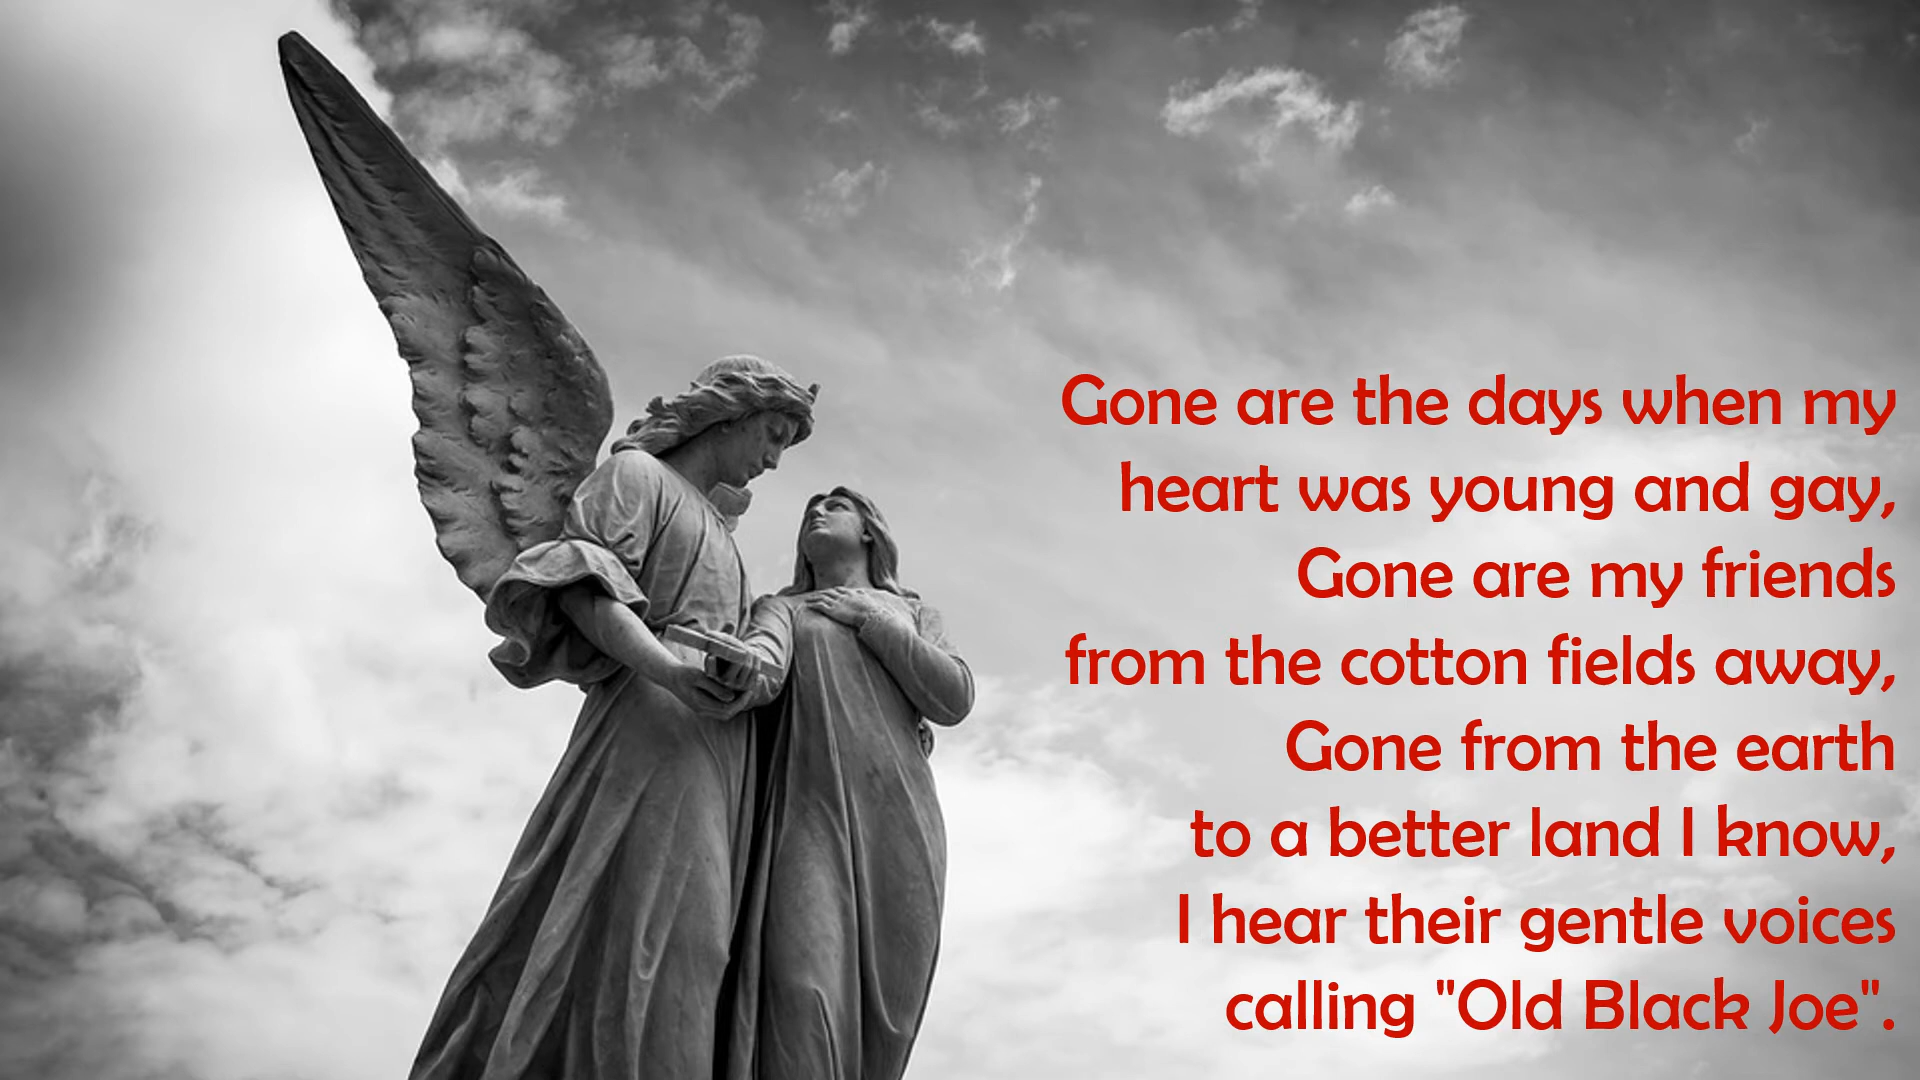 Gone are the days when my
heart was young and gay,
Gone are my friends
from the cotton fields away,
Gone from the earth
to a better land I know,
I hear their gentle voices
calling "Old Black Joe".